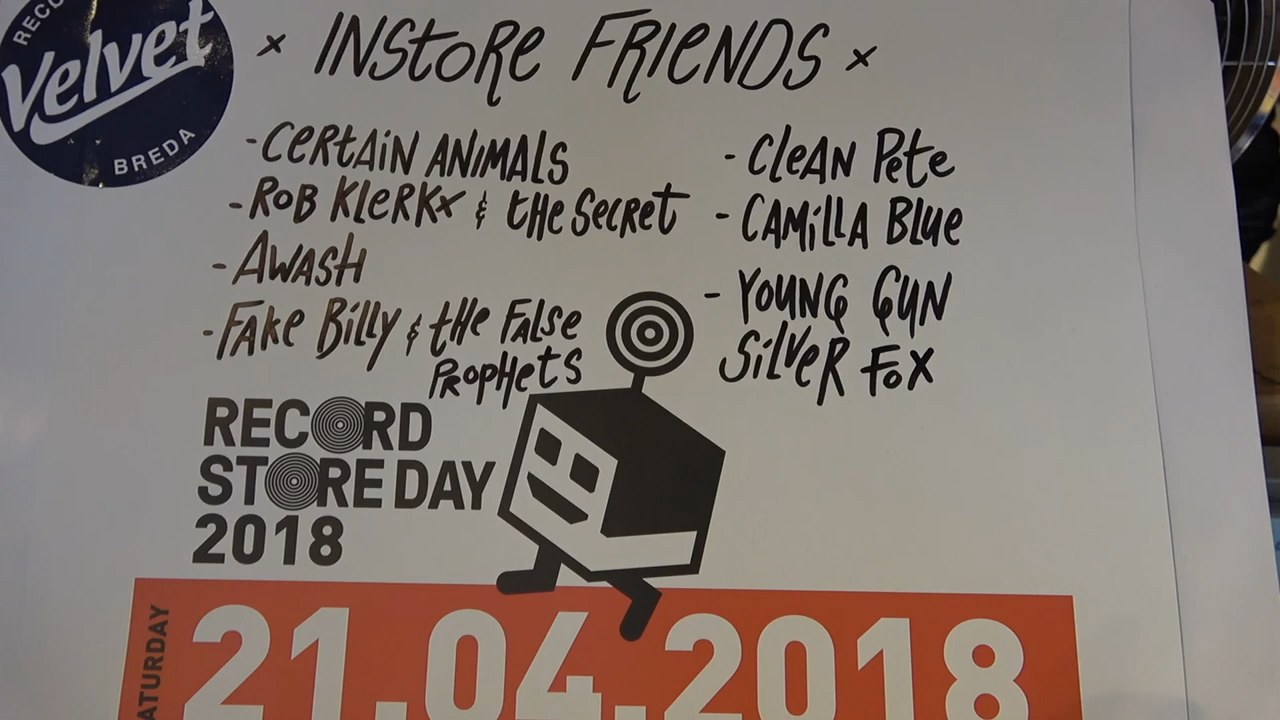 RECO
Velvet
BREDA
x INSTORE FRIENDS x
- CERTAIN ANIMALS
- ROB KLERKX & THE SECRET
- AWASH
- FAKE BILLY & THE FALSE
PROPHETS
- CLEAN PETE
- CAMILLA BLUE
- YOUNG GUN
SILVER FOX
RECORD
STORE DAY
2018
ATURDAY
21.04.2018